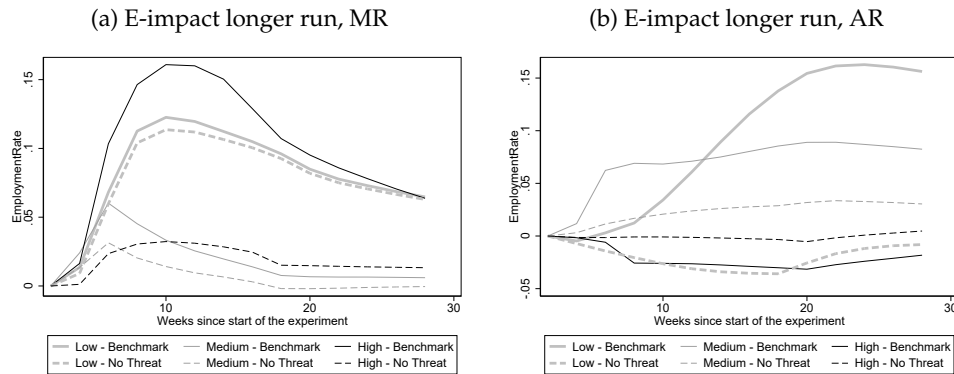 (a) E-impact longer run, MR
EmploymentRate
0 .05 .1 .15
0 10 20 30
Weeks since start of the experiment
Low - Benchmark Medium - Benchmark High - Benchmark
Low - No Threat Medium - No Threat High - No Threat
(b) E-impact longer run, AR
EmploymentRate
-.05 0 .05 .1 .15
0 10 20 30
Weeks since start of the experiment
Low - Benchmark Medium - Benchmark High - Benchmark
Low - No Threat Medium - No Threat High - No Threat